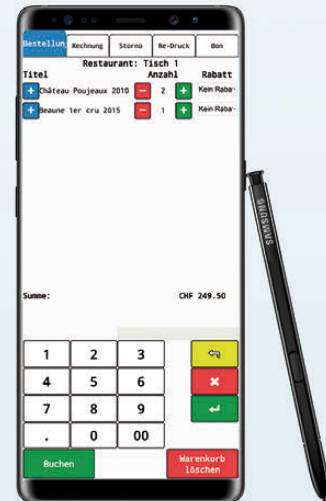 Bestellung Rechnung Storno Re-Druck Bon
Restaurant: Tisch 1
Titel Anzahl Rabatt
+ Château Poujeaux 2010 - 2 + Kein Raba
+ Beaune 1er cru 2015 - 1 + Kein Raba
Summe: CHF 249.50
1 2 3
4 5 6
7 8 9
. 0 00
Buchen Warenkorb
löschen
SAMSUNG